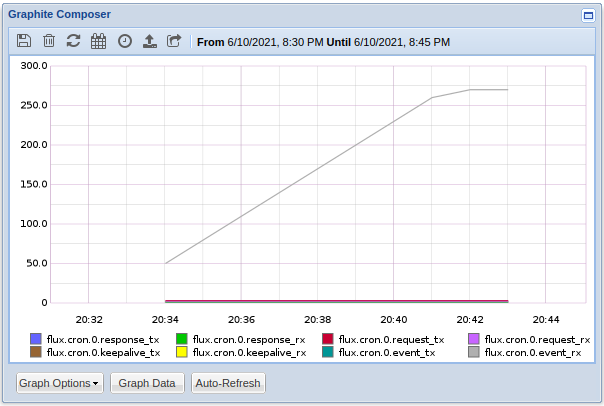 Graphite Composer
From 6/10/2021, 8:30 PM Until 6/10/2021, 8:45 PM
300.0
250.0
200.0
150.0
100.0
50.0
0
20:32 20:34 20:36 20:38 20:40 20:42 20:44
flux.cron.0.response_tx flux.cron.0.response_rx flux.cron.0.request_tx flux.cron.0.request_rx
flux.cron.0.keepalive_tx flux.cron.0.keepalive_rx flux.cron.0.event_tx flux.cron.0.event_rx
Graph Options Graph Data Auto-Refresh